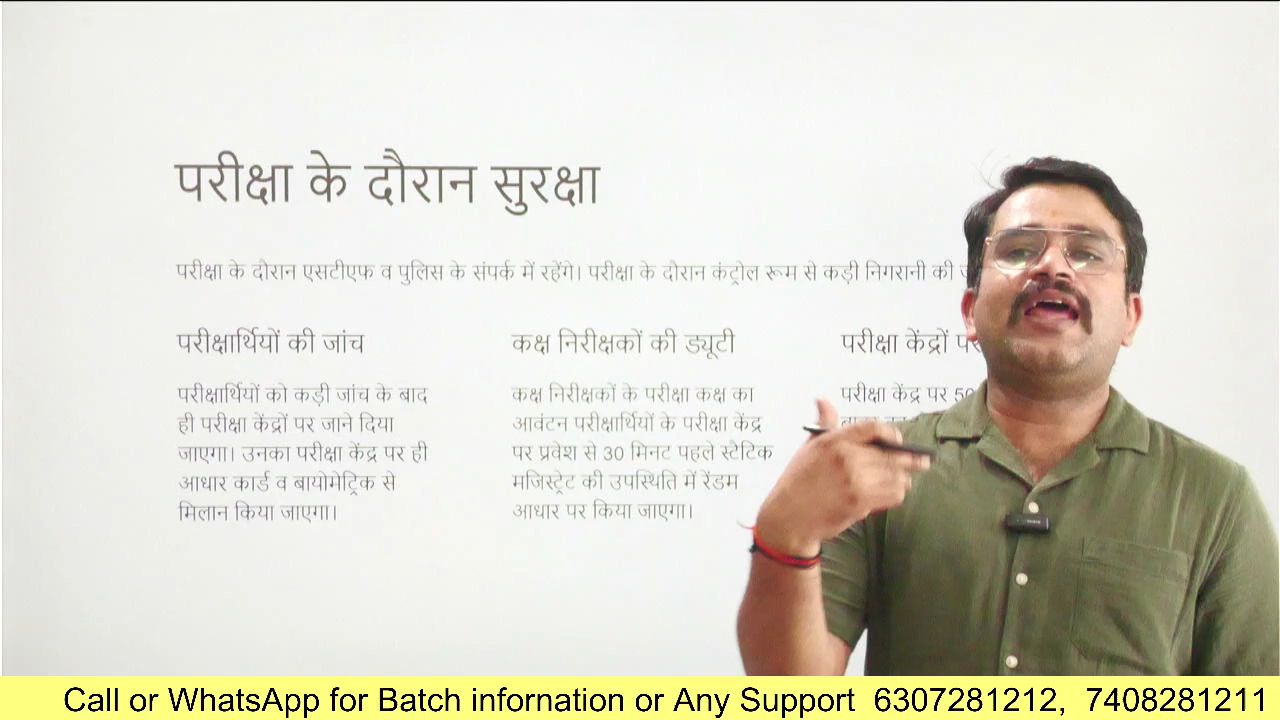 परीक्षा के दौरान सुरक्षा
परीक्षा के दौरान एसटीएफ व पुलिस के संपर्क में रहेंगे। परीक्षा के दौरान कंट्रोल रूम से कड़ी निगरानी की
परीक्षार्थियों की जांच
परीक्षार्थियों को कड़ी जांच के बाद
ही परीक्षा केंद्रों पर जाने दिया
जाएगा। उनका परीक्षा केंद्र पर ही
आधार कार्ड व बायोमेट्रिक से
मिलान किया जाएगा।
कक्ष निरीक्षकों की ड्यूटी
कक्ष निरीक्षकों के परीक्षा कक्ष का
आवंटन परीक्षार्थियों के परीक्षा केंद्र
पर प्रवेश से 30 मिनट पहले स्टैटिक
मजिस्ट्रेट की उपस्थिति में रेंडम
आधार पर किया जाएगा।
परीक्षा केंद्रों
परीक्षा केंद्र पर
Call or WhatsApp for Batch infornation or Any Support 6307281212, 7408281211